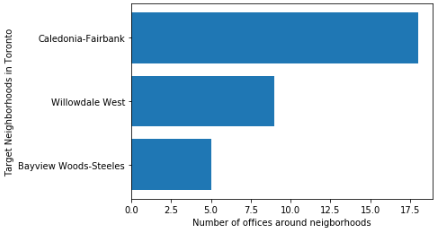 Target Neighborhoods in Toronto
Caledonia-Fairbank
Willowdale West
Bayview Woods-Steeles
0.0 2.5 5.0 7.5 10.0 12.5 15.0 17.5
Number of offices around neigborhoods